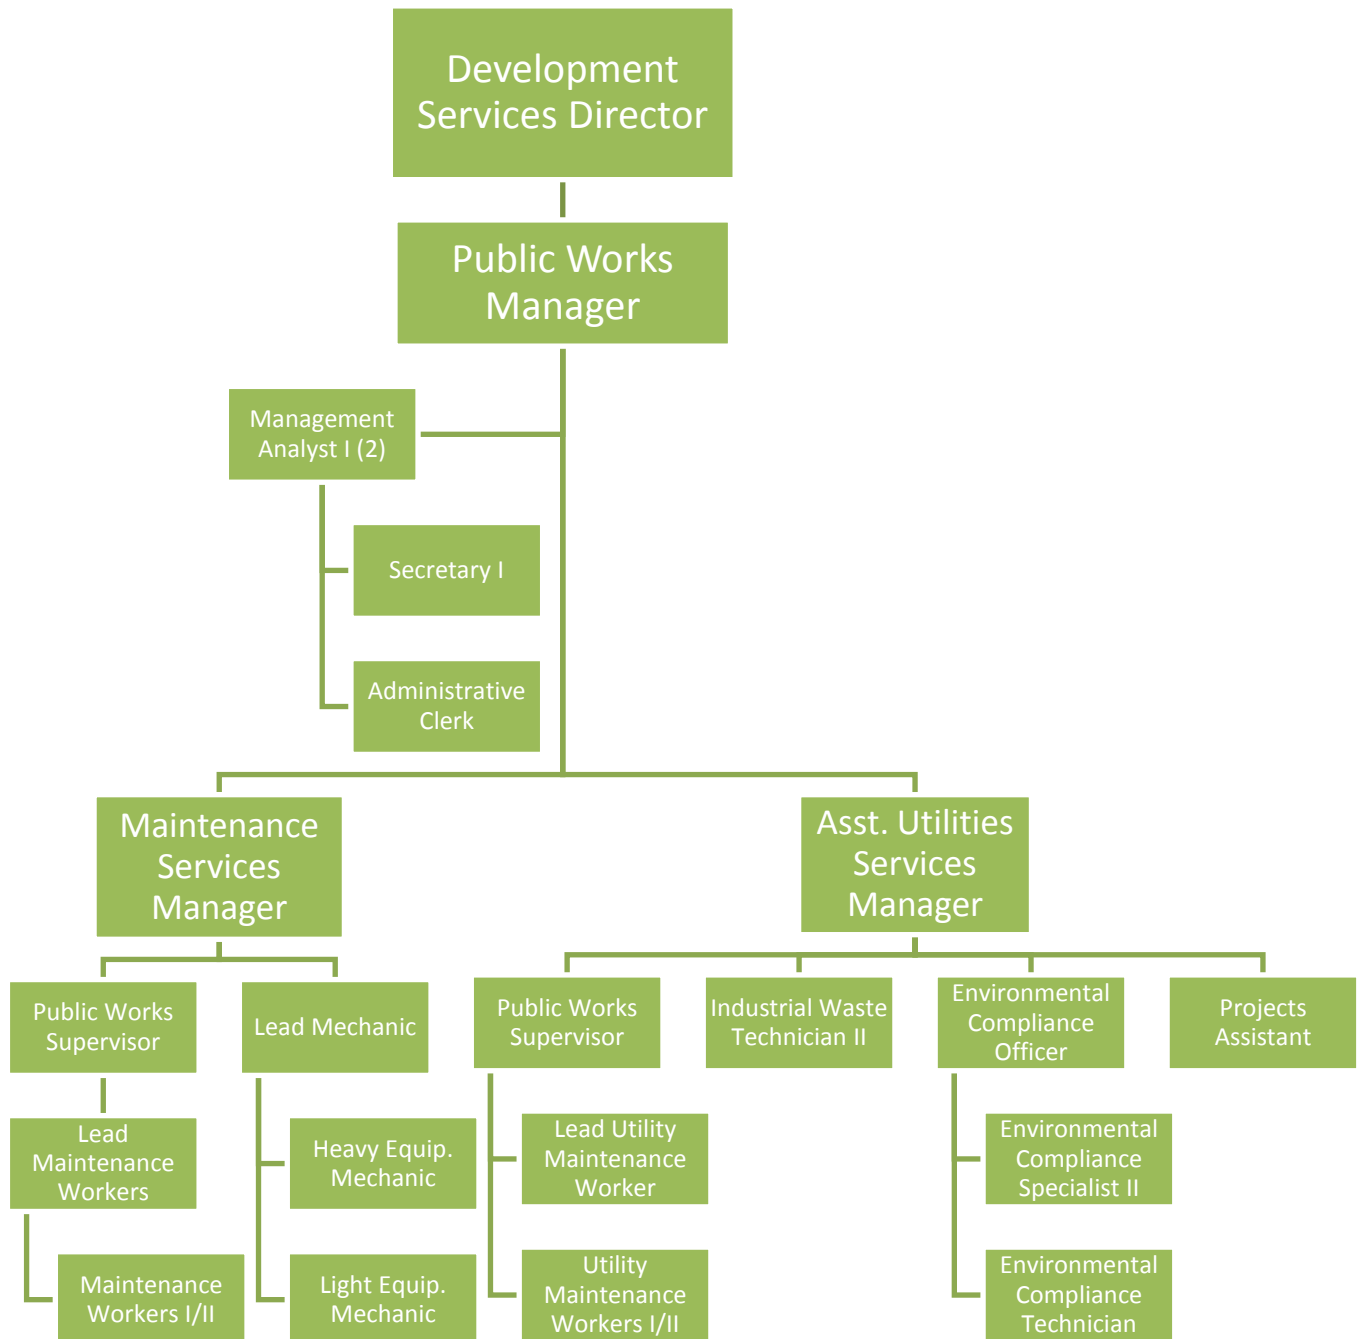 Development
Services Director
Public Works
Manager
Management
Analyst I (2)
Secretary I
Administrative
Clerk
Maintenance
Services
Manager
Asst. Utilities
Services
Manager
Public Works
Supervisor
Lead Mechanic
Public Works
Supervisor
Industrial Waste
Technician II
Environmental
Compliance
Officer
Projects
Assistant
Lead
Maintenance
Workers
Heavy Equip.
Mechanic
Lead Utility
Maintenance
Worker
Environmental
Compliance
Specialist II
Maintenance
Workers I/II
Light Equip.
Mechanic
Utility
Maintenance
Workers I/II
Environmental
Compliance
Technician